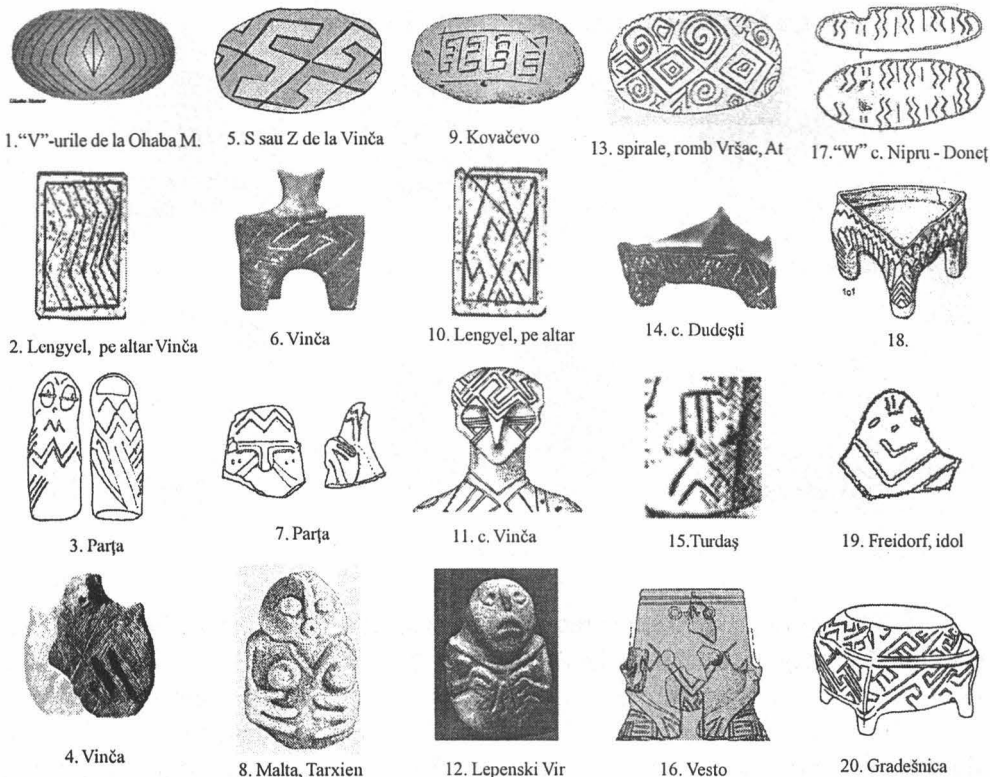 1."V"-urile de la Ohaba M.
5. S sau Z de la Vinča
9. Kovačevo
13. spirale, romb Vršac, At
17."W" c. Nipru - Doneț
2. Lengyel, pe altar Vinča
6. Vinča
10. Lengyel, pe altar
14. c. Dudești
18.
3. Parța
7. Parța
11. c. Vinča
15.Turdaș
19. Freidorf, idol
4. Vinča
8. Malta, Tarxien
12. Lepenski Vir
16. Vesto
20. Gradešnica